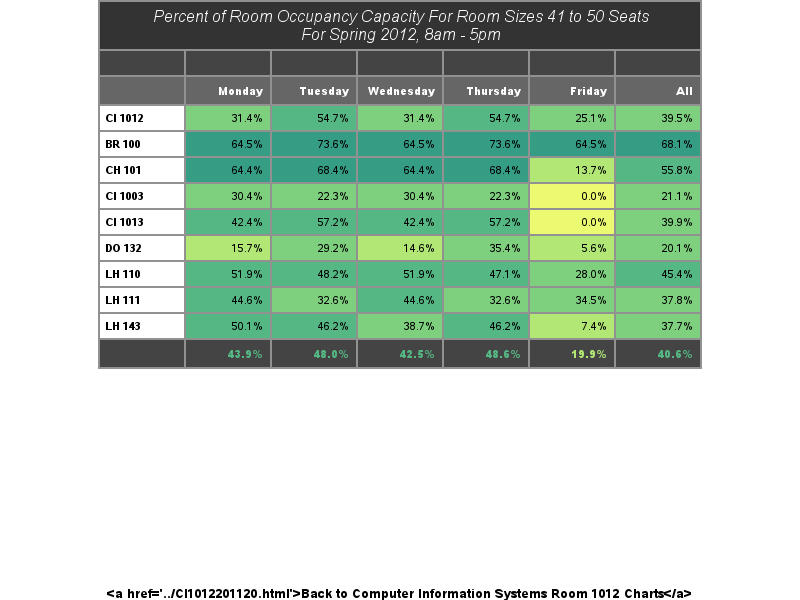 Percent of Room Occupancy Capacity For Room Sizes 41 to 50 Seats
For Spring 2012, 8am - 5pm
Monday Tuesday Wednesday Thursday Friday All
CI 1012 31.4% 54.7% 31.4% 54.7% 25.1% 39.5%
BR 100 64.5% 73.6% 64.5% 73.6% 64.5% 68.1%
CH 101 64.4% 68.4% 64.4% 68.4% 13.7% 55.8%
CI 1003 30.4% 22.3% 30.4% 22.3% 0.0% 21.1%
CI 1013 42.4% 57.2% 42.4% 57.2% 0.0% 39.9%
DO 132 15.7% 29.2% 14.6% 35.4% 5.6% 20.1%
LH 110 51.9% 48.2% 51.9% 47.1% 28.0% 45.4%
LH 111 44.6% 32.6% 44.6% 32.6% 34.5% 37.8%
LH 143 50.1% 46.2% 38.7% 46.2% 7.4% 37.7%
43.9% 48.0% 42.5% 48.6% 19.9% 40.6%
<a href='../CI1012201120.html'>Back to Computer Information Systems Room 1012 Charts</a>